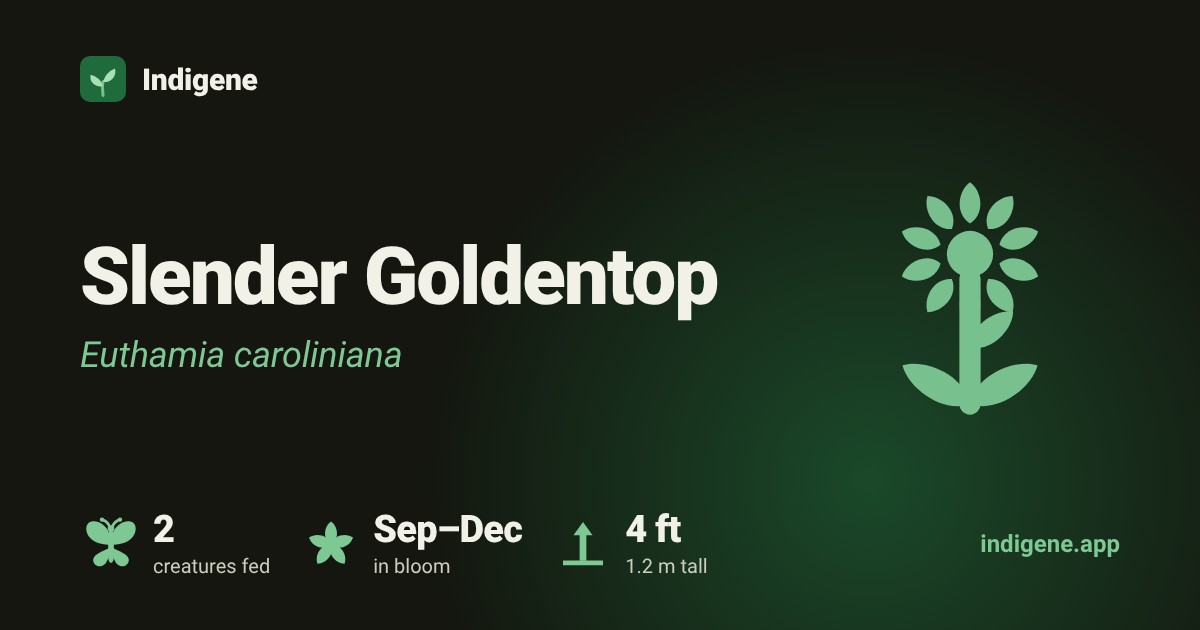 Indigene
Slender Goldentop
Euthamia caroliniana
2
creatures fed
Sep–Dec
in bloom
4 ft
1.2 m tall
indigene.app